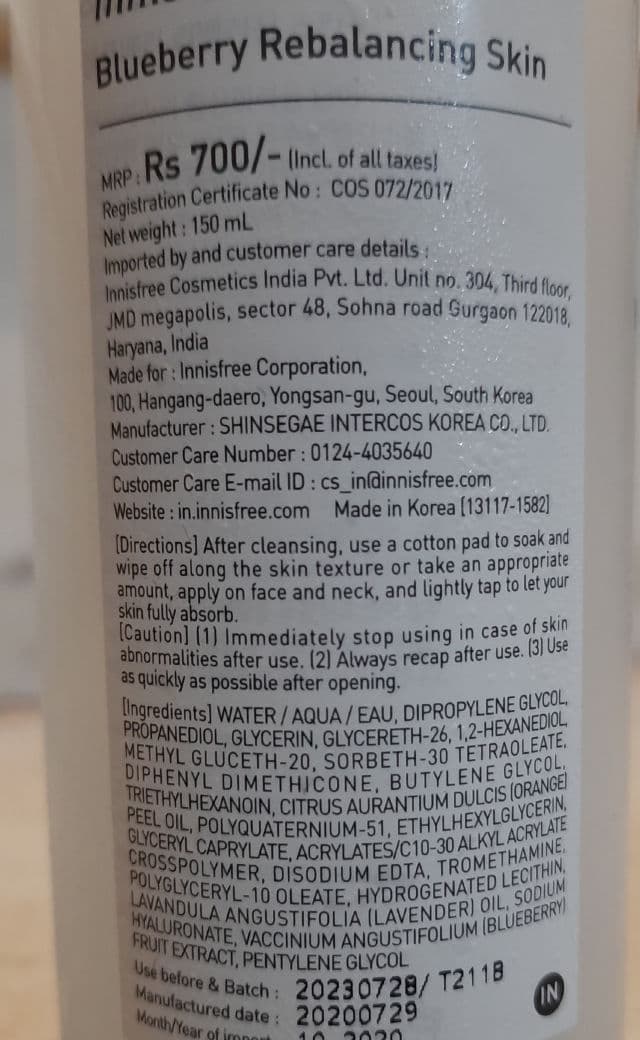 Blueberry Rebalancing Skin
MRP : Rs 700/- (Incl. of all taxes)
Registration Certificate No : COS 072/2017
Net weight : 150 mL
Imported by and customer care details :
Innisfree Cosmetics India Pvt. Ltd. Unit no. 304, Third floor,
JMD megapolis, sector 48, Sohna road Gurgaon 122018,
Haryana, India
Made for : Innisfree Corporation,
100, Hangang-daero, Yongsan-gu, Seoul, South Korea
Manufacturer : SHINSEGAE INTERCOS KOREA CO., LTD.
Customer Care Number : 0124-4035640
Customer Care E-mail ID : cs_in@innisfree.com
Website : in.innisfree.com Made in Korea (13117-1582)
[Directions] After cleansing, use a cotton pad to soak and
wipe off along the skin texture or take an appropriate
amount, apply on face and neck, and lightly tap to let your
skin fully absorb.
[Caution] (1) Immediately stop using in case of skin
abnormalities after use. (2) Always recap after use. (3) Use
as quickly as possible after opening.
[Ingredients] WATER / AQUA / EAU, DIPROPYLENE GLYCOL,
PROPANEDIOL, GLYCERIN, GLYCERETH-26, 1,2-HEXANEDIOL,
METHYL GLUCETH-20, SORBETH-30 TETRAOLEATE,
DIPHENYL DIMETHICONE, BUTYLENE GLYCOL,
TRIETHYLHEXANOIN, CITRUS AURANTIUM DULCIS (ORANGE)
PEEL OIL, POLYQUATERNIUM-51, ETHYLHEXYLGLYCERIN,
GLYCERYL CAPRYLATE, ACRYLATES/C10-30 ALKYL ACRYLATE
CROSSPOLYMER, DISODIUM EDTA, TROMETHAMINE,
POLYGLYCERYL-10 OLEATE, HYDROGENATED LECITHIN,
LAVANDULA ANGUSTIFOLIA (LAVENDER) OIL, SODIUM
HYALURONATE, VACCINIUM ANGUSTIFOLIUM (BLUEBERRY)
FRUIT EXTRACT, PENTYLENE GLYCOL
Use before & Batch : 20230728/ T211B
Manufactured date : 20200729
IN
Month/Year of